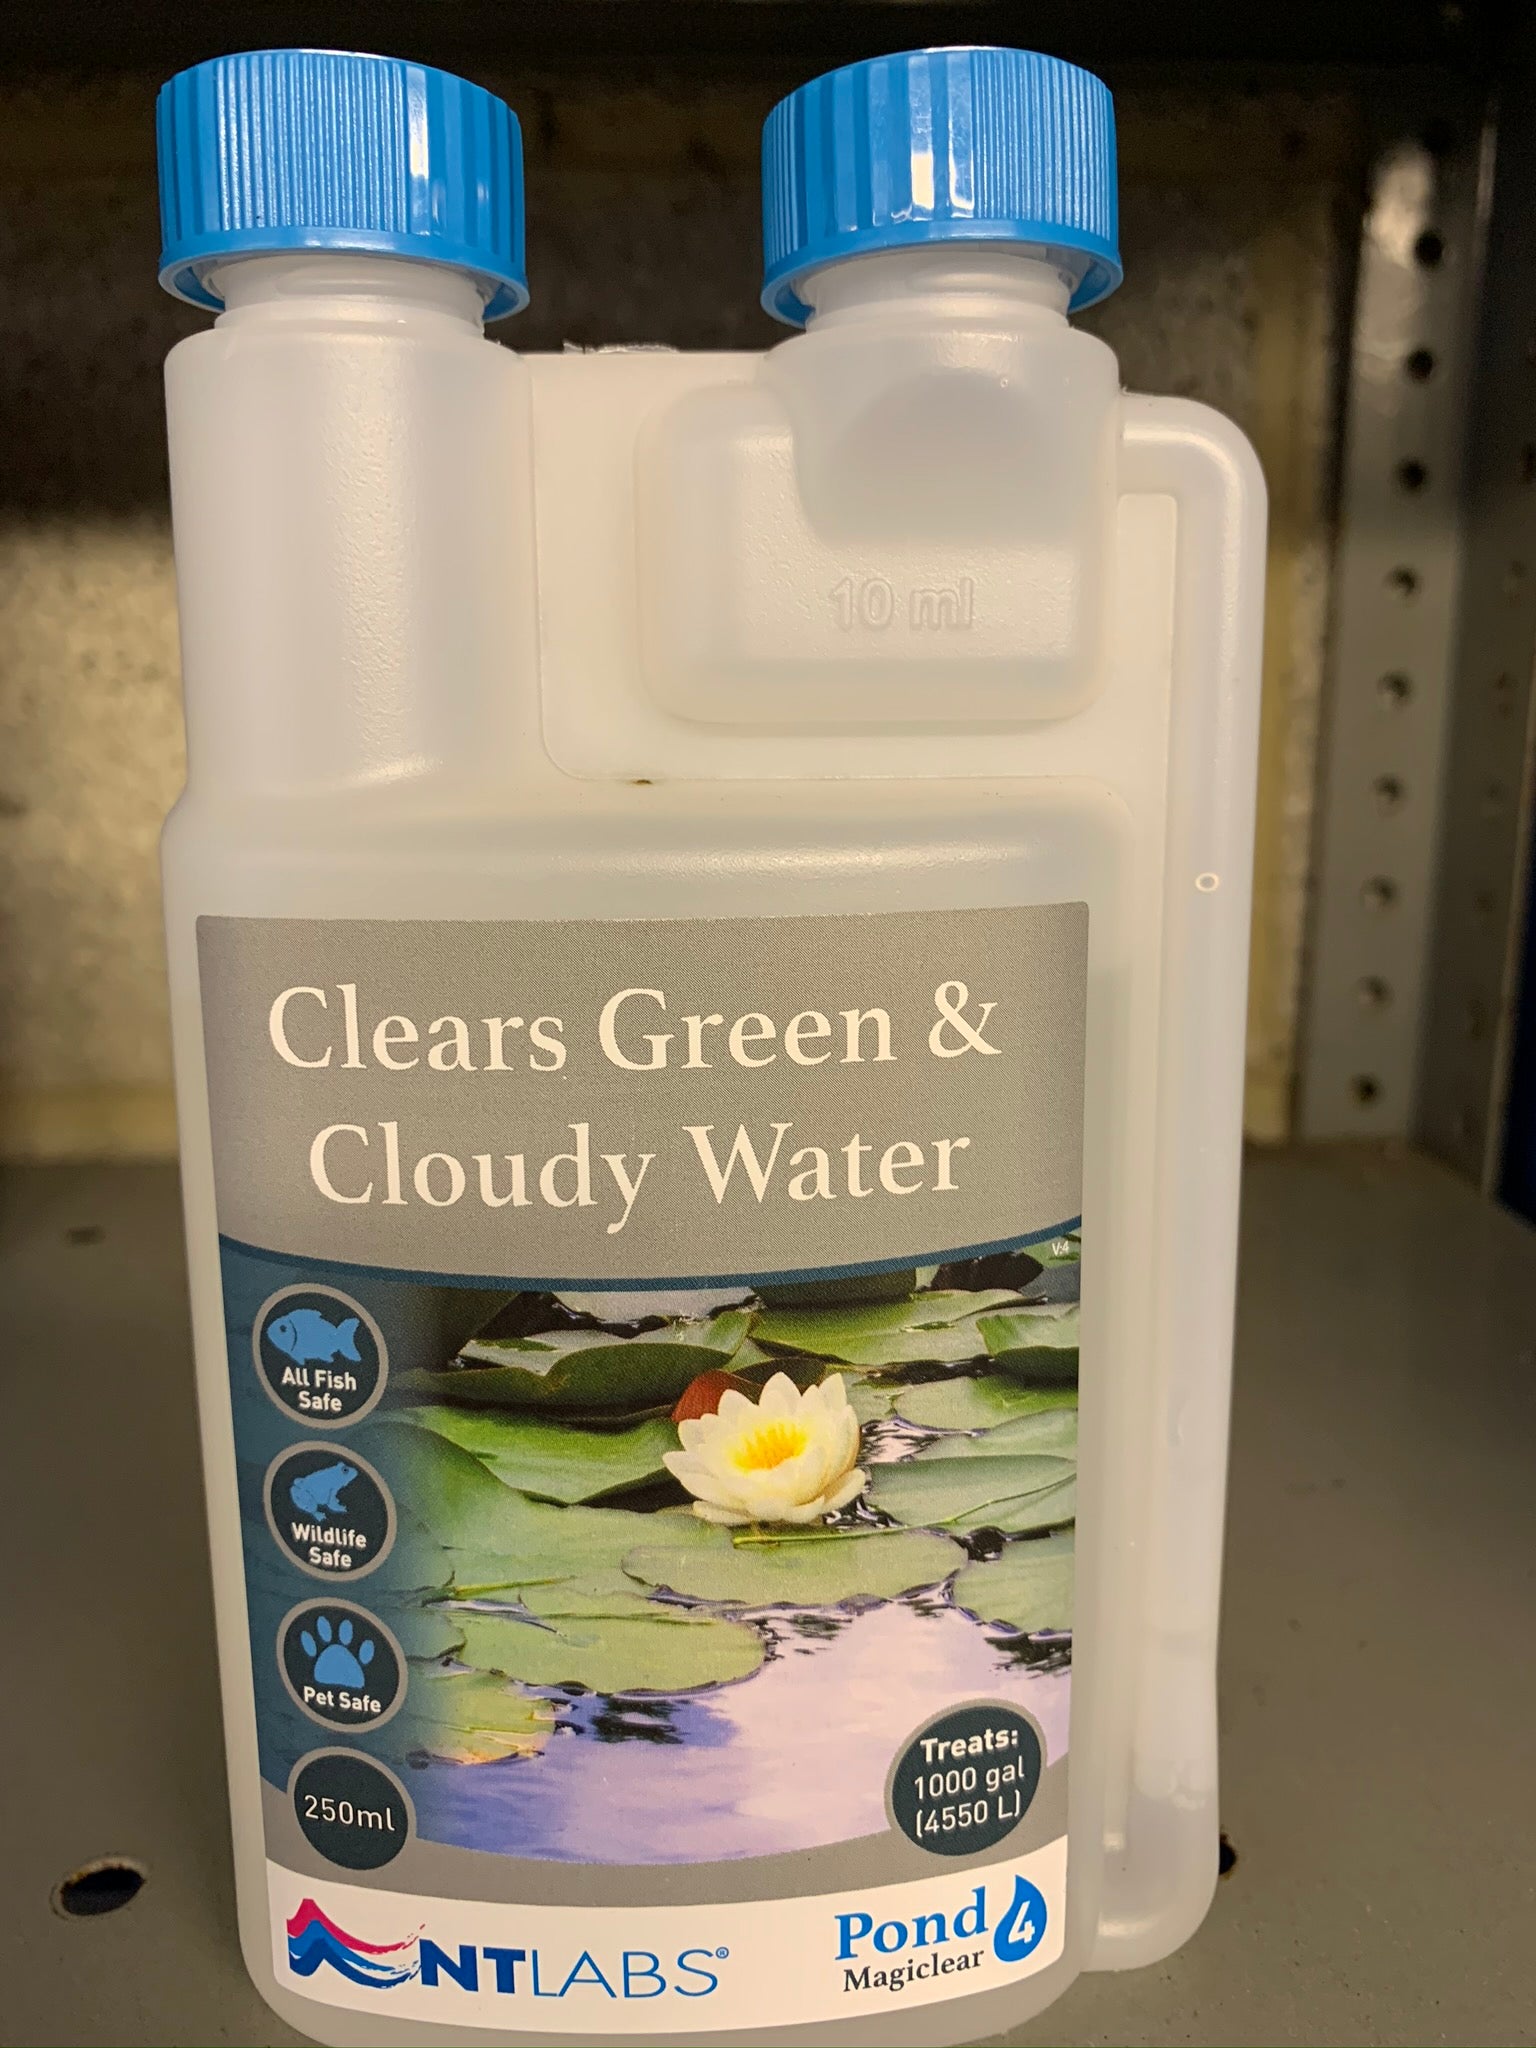 10 ml
Clears Green &
Cloudy Water
V.4
All Fish
Safe
Wildlife
Safe
Pet Safe
250ml
Treats:
1000 gal
(4550 L)
NTLABS®
Pond 4
Magiclear